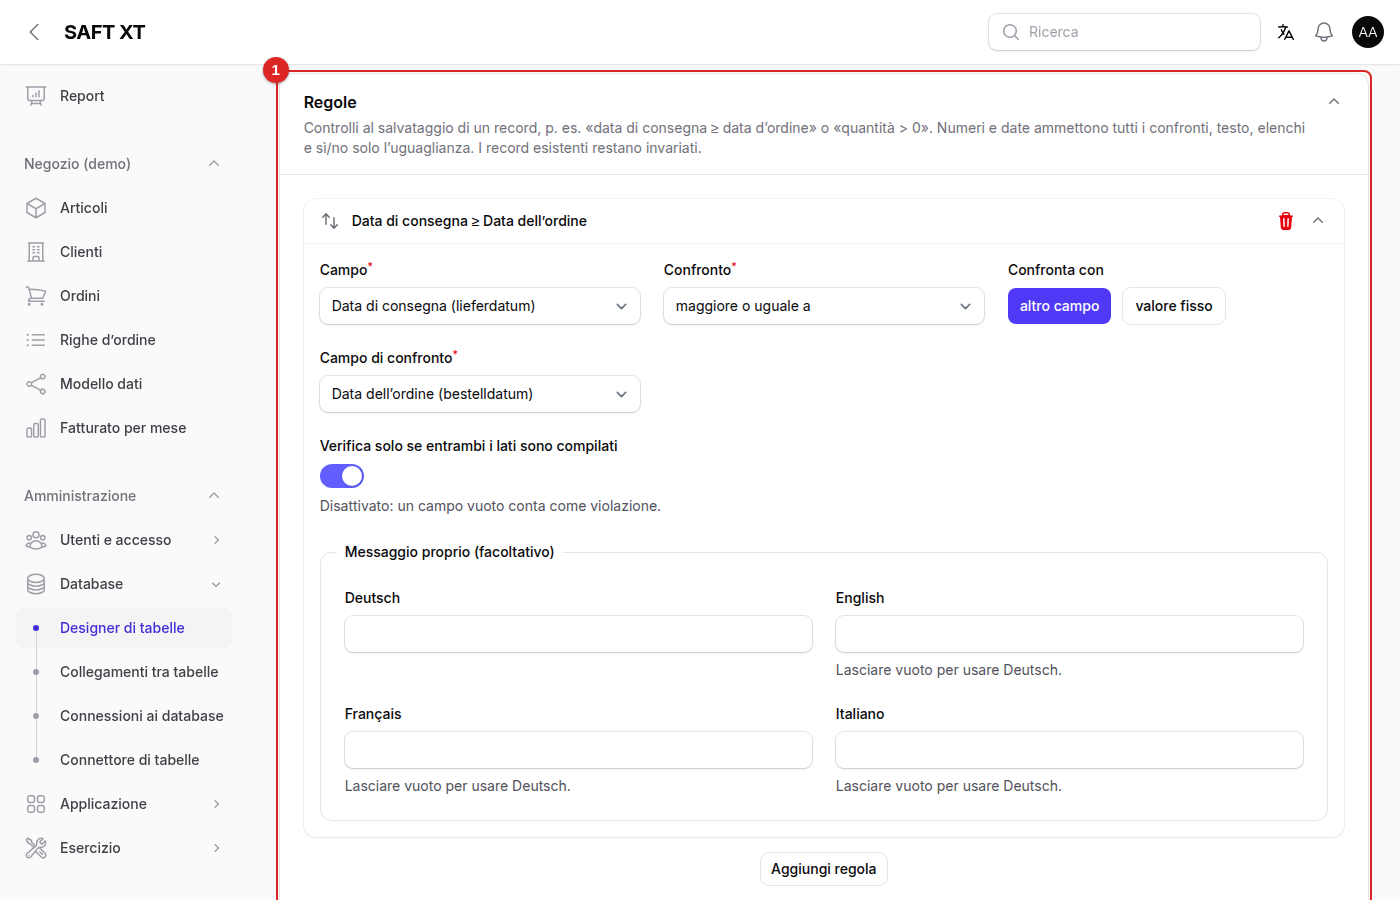 SAFT XT
Ricerca
AA
1
Report
Negozio (demo)
Articoli
Clienti
Ordini
Righe d’ordine
Modello dati
Fatturato per mese
Amministrazione
Utenti e accesso
Database
Designer di tabelle
Collegamenti tra tabelle
Connessioni ai database
Connettore di tabelle
Applicazione
Esercizio
Regole
Controlli al salvataggio di un record, p. es. «data di consegna ≥ data d’ordine» o «quantità > 0». Numeri e date ammettono tutti i confronti, testo, elenchi
e sì/no solo l’uguaglianza. I record esistenti restano invariati.
Data di consegna ≥ Data dell’ordine
Campo*
Confronto*
Confronta con
Data di consegna (lieferdatum)
maggiore o uguale a
altro campo
valore fisso
Campo di confronto*
Data dell’ordine (bestelldatum)
Verifica solo se entrambi i lati sono compilati
Disattivato: un campo vuoto conta come violazione.
Messaggio proprio (facoltativo)
Deutsch
English
Lasciare vuoto per usare Deutsch.
Français
Italiano
Lasciare vuoto per usare Deutsch.
Lasciare vuoto per usare Deutsch.
Aggiungi regola